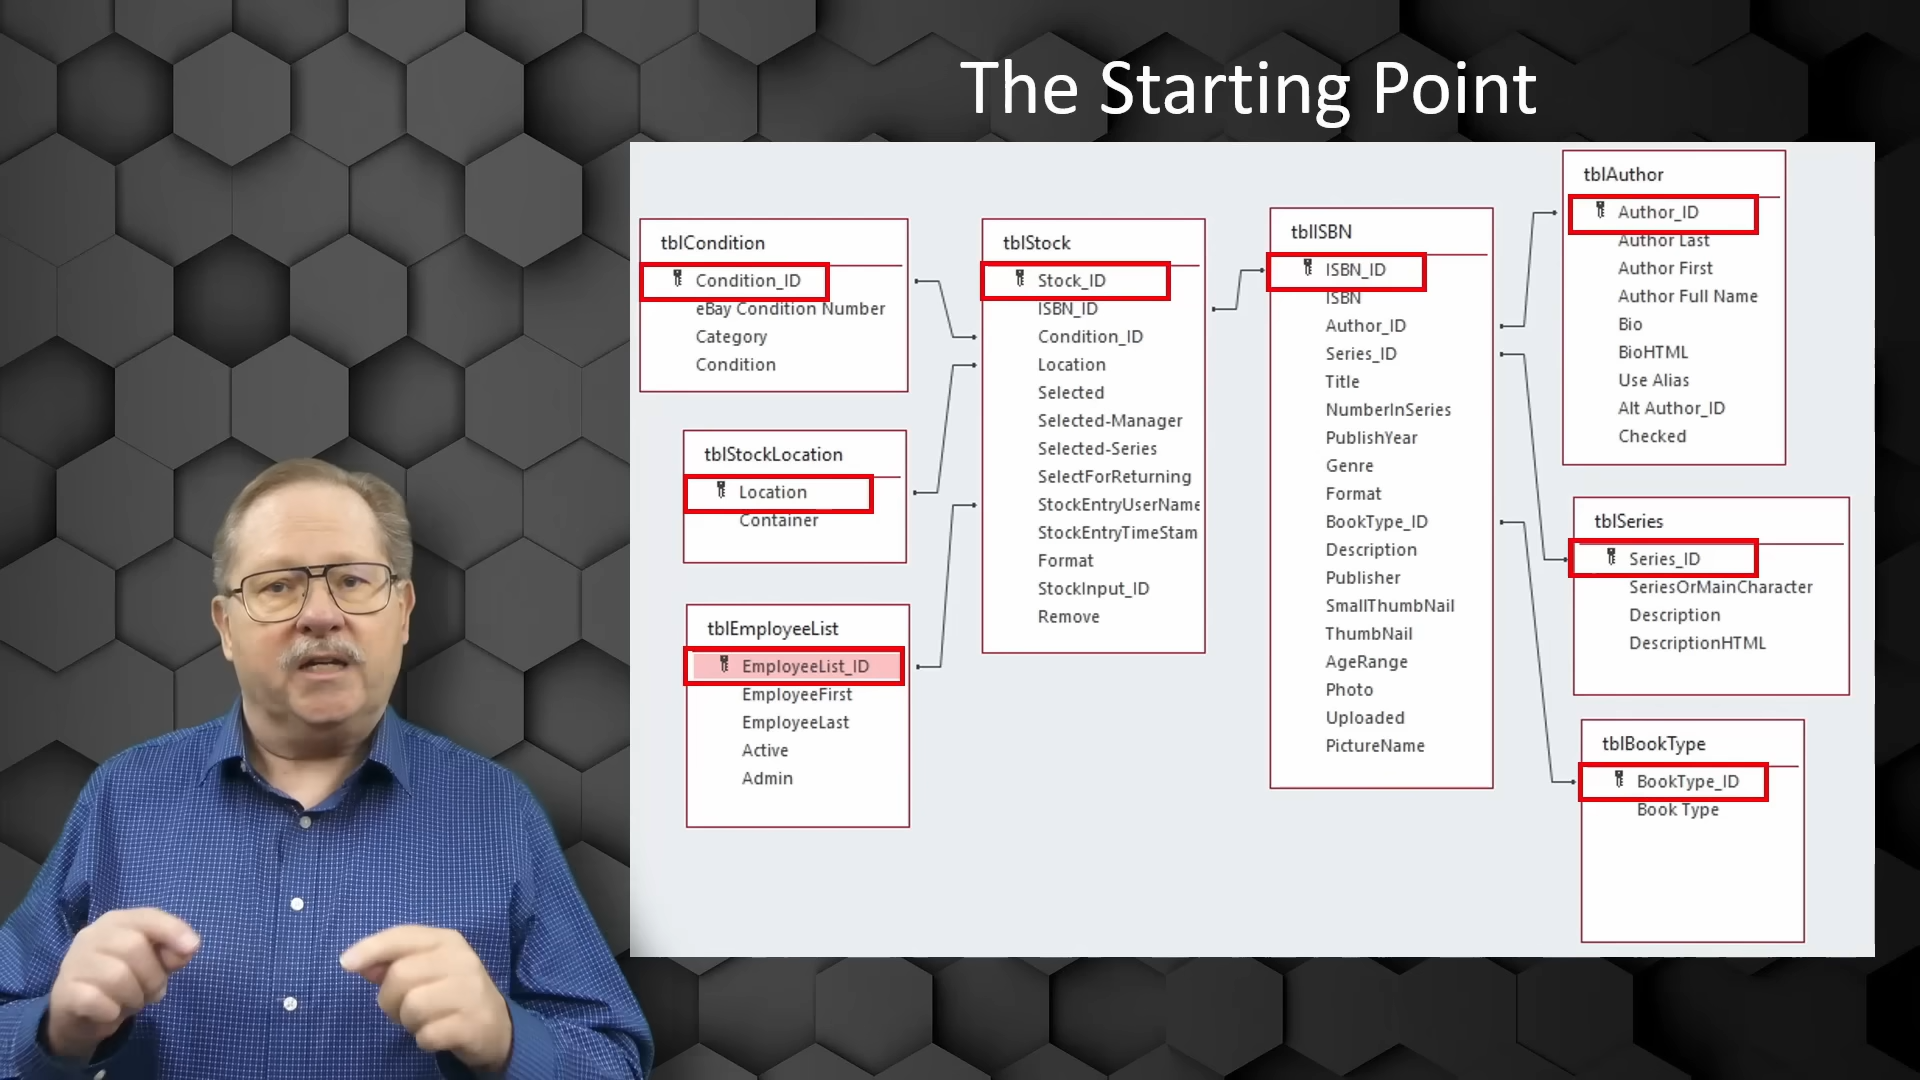 The Starting Point
tblCondition
Condition_ID
eBay Condition Number
Category
Condition
tblStockLocation
Location
Container
tblEmployeeList
EmployeeList_ID
EmployeeFirst
EmployeeLast
Active
Admin
tblStock
Stock_ID
ISBN_ID
Condition_ID
Location
Selected
Selected-Manager
Selected-Series
SelectForReturning
StockEntryUserName
StockEntryTimeStam
Format
StockInput_ID
Remove
tblISBN
ISBN_ID
ISBN
Author_ID
Series_ID
Title
NumberInSeries
PublishYear
Genre
Format
BookType_ID
Description
Publisher
SmallThumbNail
ThumbNail
AgeRange
Photo
Uploaded
PictureName
tblAuthor
Author_ID
Author Last
Author First
Author Full Name
Bio
BioHTML
Use Alias
Alt Author_ID
Checked
tblSeries
Series_ID
SeriesOrMainCharacter
Description
DescriptionHTML
tblBookType
BookType_ID
Book Type